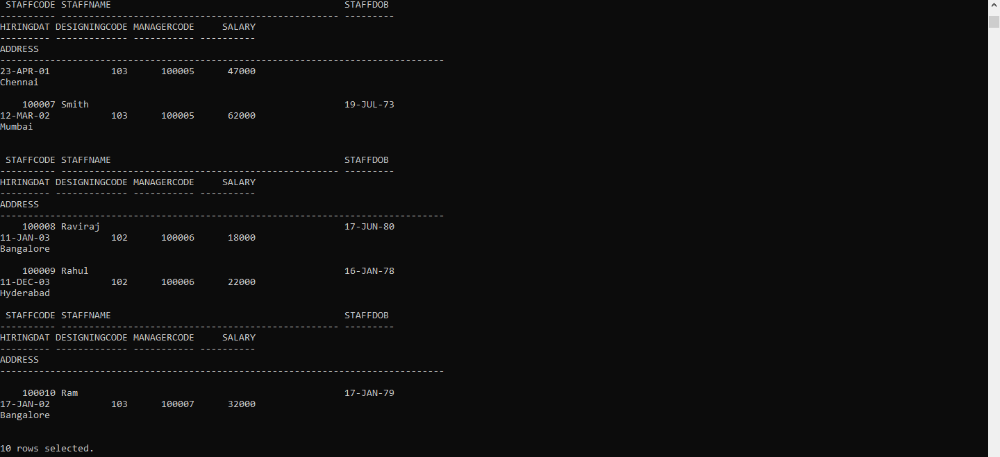 STAFFCODE STAFFNAME                                          STAFFDOB
---------- -------------------------------------------------- ---------
HIRINGDAT DESIGNINGCODE MANAGERCODE     SALARY
--------- ------------- ----------- ----------
ADDRESS
--------------------------------------------------------------------------------
23-APR-01           103      100005      47000
Chennai
    100007 Smith                                              19-JUL-73
12-MAR-02           103      100005      62000
Mumbai
 STAFFCODE STAFFNAME                                          STAFFDOB
---------- -------------------------------------------------- ---------
HIRINGDAT DESIGNINGCODE MANAGERCODE     SALARY
--------- ------------- ----------- ----------
ADDRESS
--------------------------------------------------------------------------------
    100008 Raviraj                                            17-JUN-80
11-JAN-03           102      100006      18000
Bangalore
    100009 Rahul                                              16-JAN-78
11-DEC-03           102      100006      22000
Hyderabad
 STAFFCODE STAFFNAME                                          STAFFDOB
---------- -------------------------------------------------- ---------
HIRINGDAT DESIGNINGCODE MANAGERCODE     SALARY
--------- ------------- ----------- ----------
ADDRESS
--------------------------------------------------------------------------------
    100010 Ram                                                17-JAN-79
17-JAN-02           103      100007      32000
Bangalore
10 rows selected.